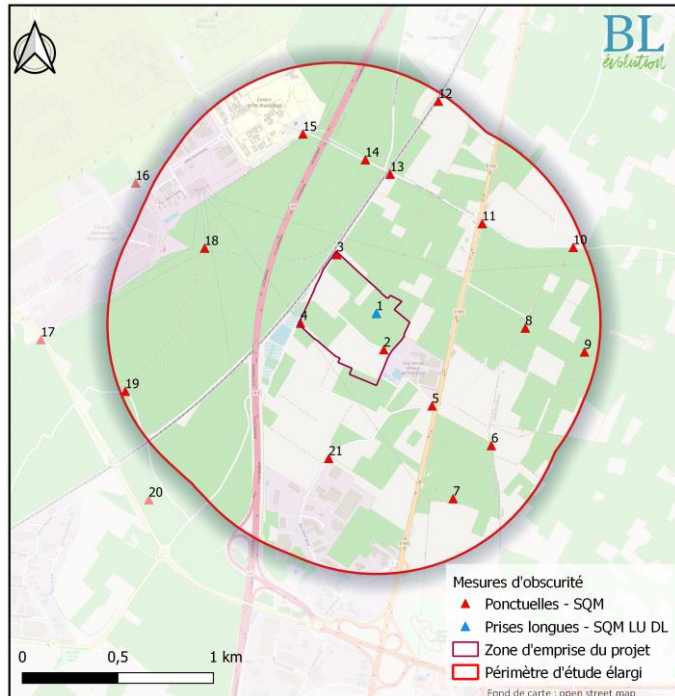 BL
évolution
12
15
14
13
16
11
18
3
10
1
4
8
17
2
9
19
5
6
21
20
7
Mesures d'obscurité
Ponctuelles - SQM
Prises longues - SQM LU DL
Zone d'emprise du projet
Périmètre d'étude élargi
Fond de carte : open street map
0 0,5 1 km